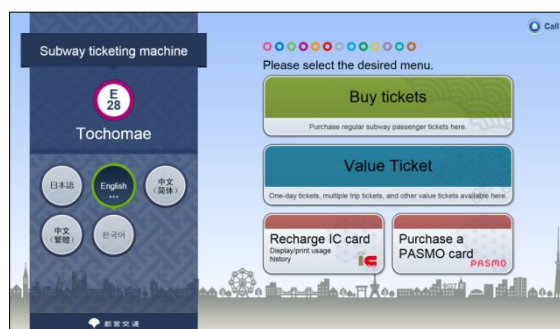 Call
Subway ticketing machine
E
28
Tochomae
日本語
English
中文
(简体)
中文
(繁體)
한국어
都営交通
Please select the desired menu.
Buy tickets
Purchase regular subway passenger tickets here.
Value Ticket
One-day tickets, multiple trip tickets, and other value tickets available here.
Recharge IC card
Display/print usage
history
IC
Purchase a
PASMO card
PASMO